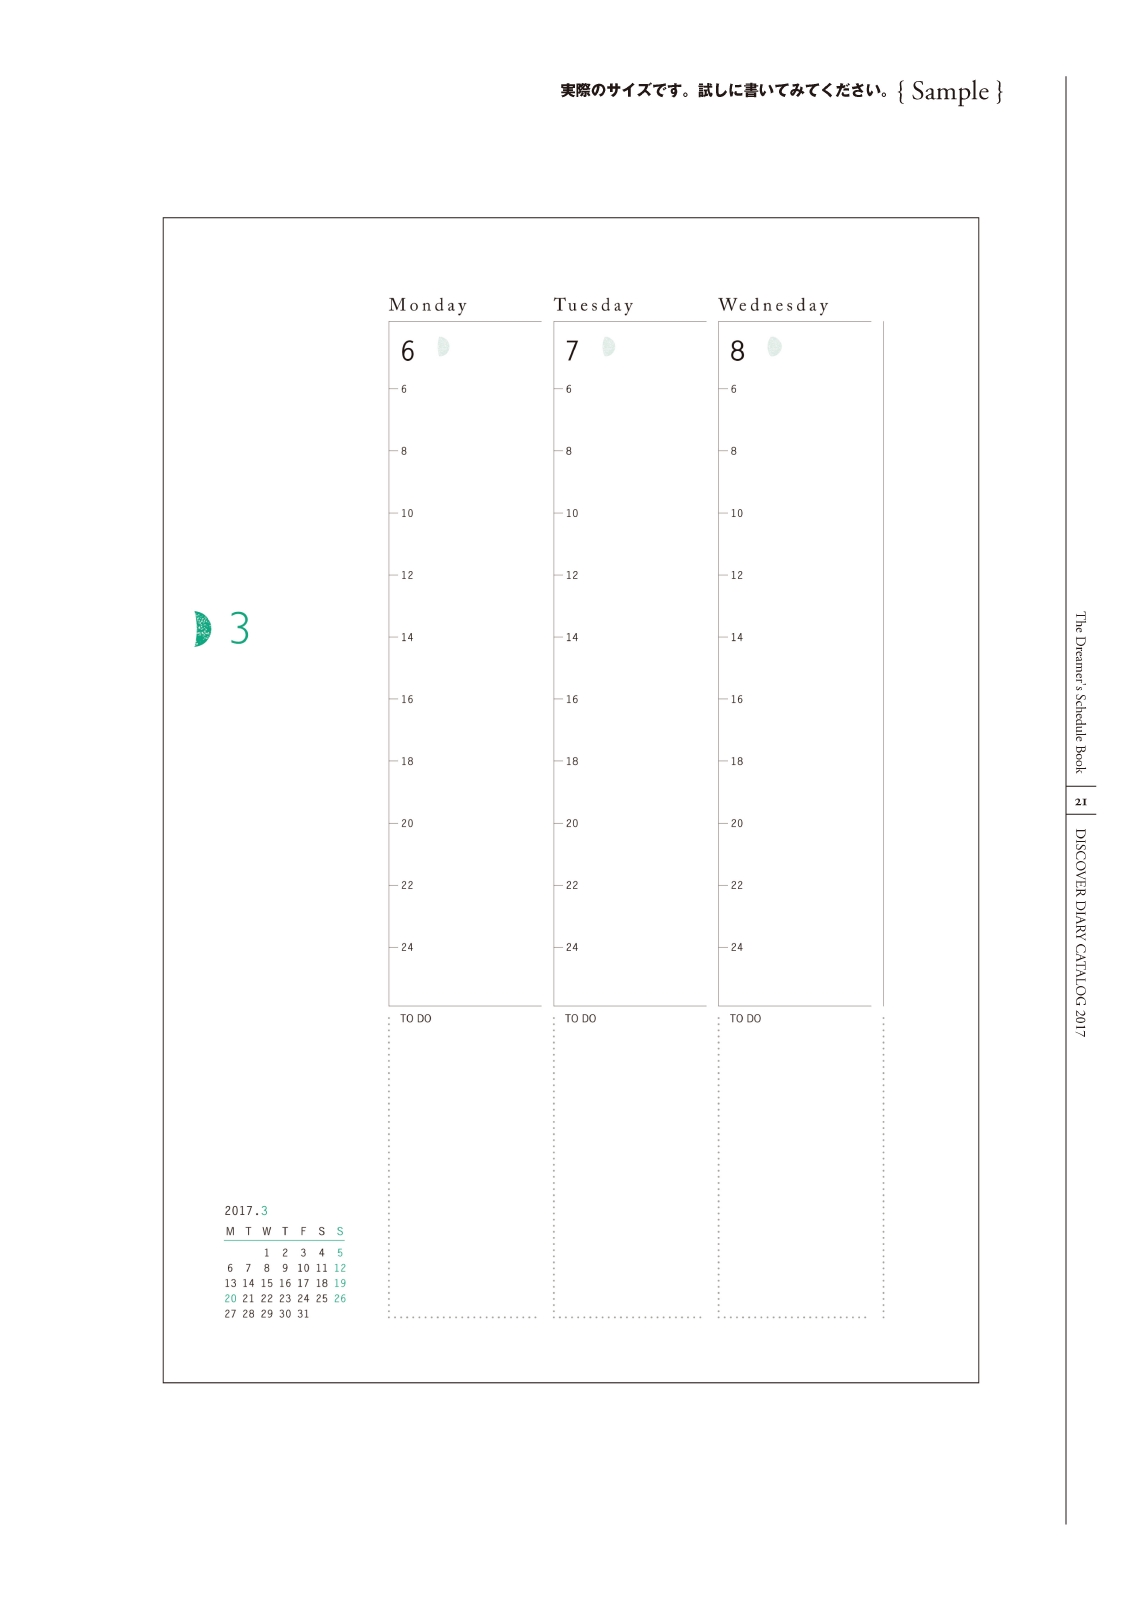 実際のサイズです。試しに書いてみてください。{ Sample }
Monday Tuesday Wednesday
6 7 8
6 6 6
8 8 8
10 10 10
12 12 12
3
14 14 14
16 16 16
18 18 18
20 20 20
22 22 22
24 24 24
TO DO TO DO TO DO
2017.3
M T W T F S S
1 2 3 4 5
6 7 8 9 10 11 12
13 14 15 16 17 18 19
20 21 22 23 24 25 26
27 28 29 30 31
The Dreamer's Schedule Book
21
DISCOVER DIARY CATALOG 2017